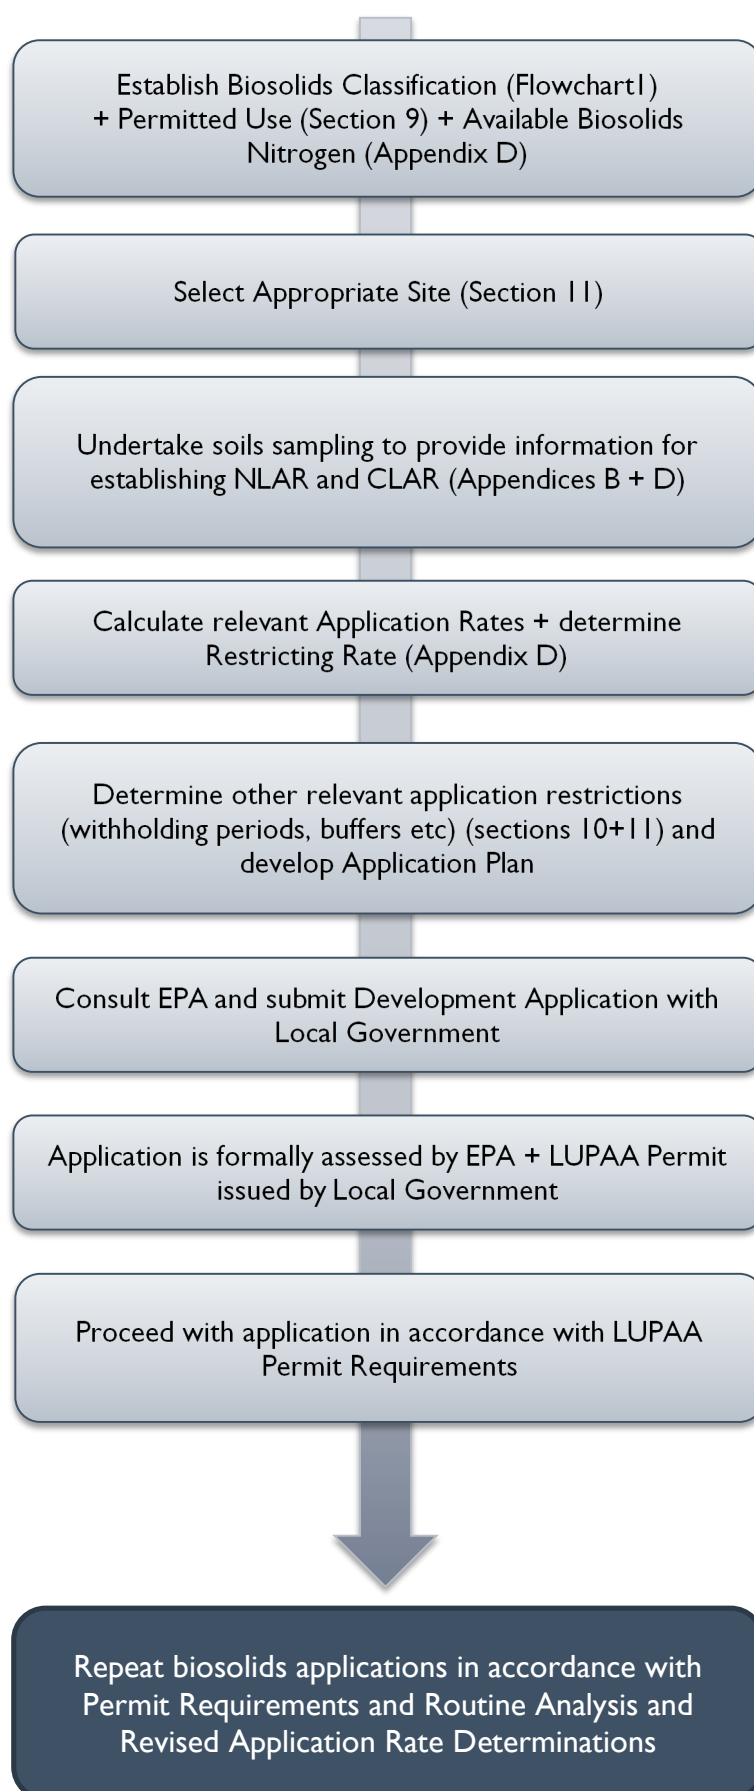 Establish Biosolids Classification (Flowchart1)
+ Permitted Use (Section 9) + Available Biosolids
Nitrogen (Appendix D)
Select Appropriate Site (Section 11)
Undertake soils sampling to provide information for
establishing NLAR and CLAR (Appendices B + D)
Calculate relevant Application Rates + determine
Restricting Rate (Appendix D)
Determine other relevant application restrictions
(withholding periods, buffers etc) (sections 10+11) and
develop Application Plan
Consult EPA and submit Development Application with
Local Government
Application is formally assessed by EPA + LUPAA Permit
issued by Local Government
Proceed with application in accordance with LUPAA
Permit Requirements
Repeat biosolids applications in accordance with
Permit Requirements and Routine Analysis and
Revised Application Rate Determinations